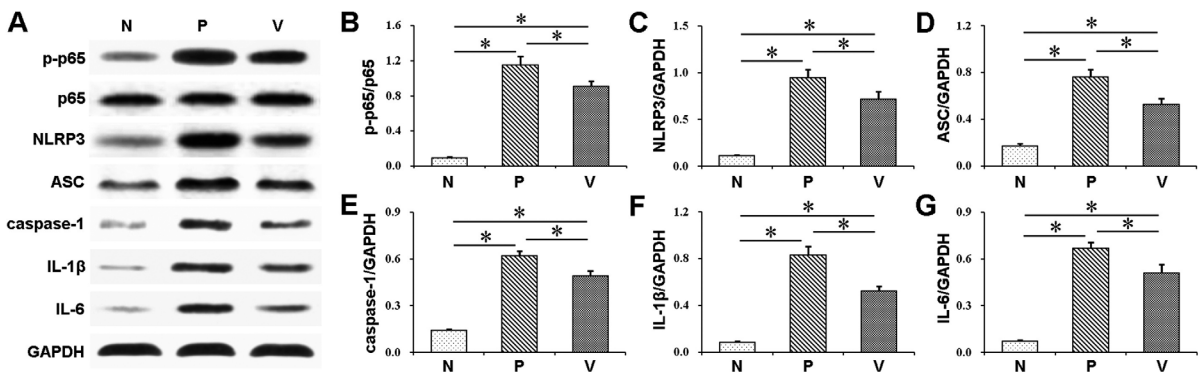 A
N P V
p-p65
p65
NLRP3
ASC
caspase-1
IL-1β
IL-6
GAPDH
B
p-p65/p65
1.6
1.2
0.8
0.4
0.0
* * *
N P V
C
NLRP3/GAPDH
1.5
1.0
0.5
0.0
* * *
N P V
D
ASC/GAPDH
1.2
0.8
0.4
0.0
* * *
N P V
E
caspase-1/GAPDH
0.9
0.6
0.3
0.0
* * *
N P V
F
IL-1β/GAPDH
1.2
0.8
0.4
0.0
* * *
N P V
G
IL-6/GAPDH
0.9
0.6
0.3
0.0
* * *
N P V